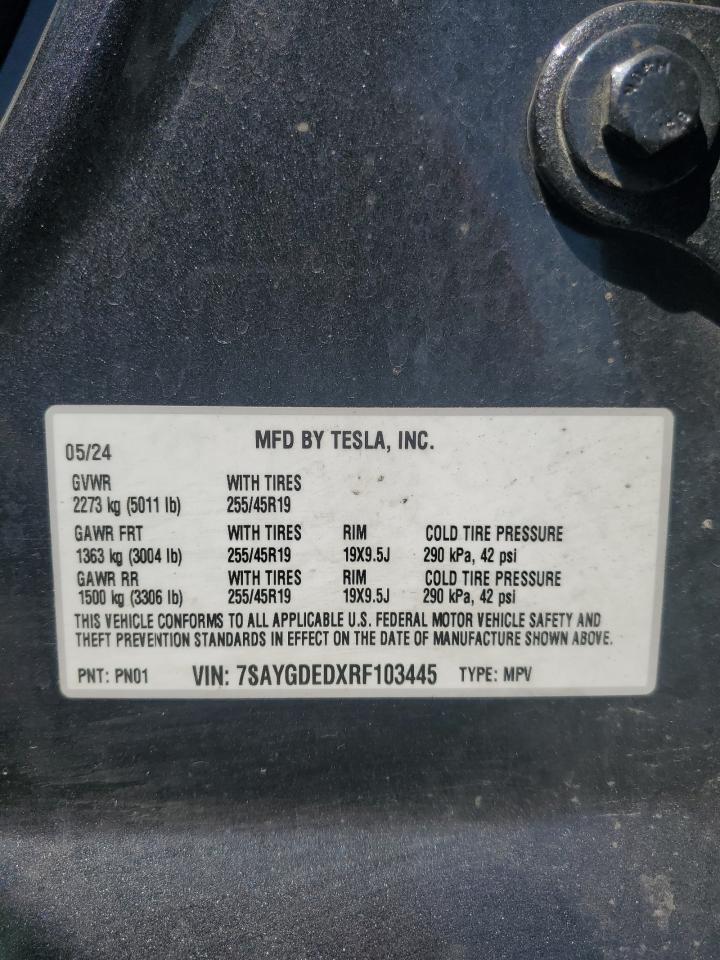 MFD BY TESLA, INC.
05/24
GVWR WITH TIRES
2273 kg (5011 lb) 255/45R19
GAWR FRT WITH TIRES RIM COLD TIRE PRESSURE
1363 kg (3004 lb) 255/45R19 19X9.5J 290 kPa, 42 psi
GAWR RR WITH TIRES RIM COLD TIRE PRESSURE
1500 kg (3306 lb) 255/45R19 19X9.5J 290 kPa, 42 psi
THIS VEHICLE CONFORMS TO ALL APPLICABLE U.S. FEDERAL MOTOR VEHICLE SAFETY AND
THEFT PREVENTION STANDARDS IN EFFECT ON THE DATE OF MANUFACTURE SHOWN ABOVE.
PNT: PN01 VIN: 7SAYGDEDXRF103445 TYPE: MPV